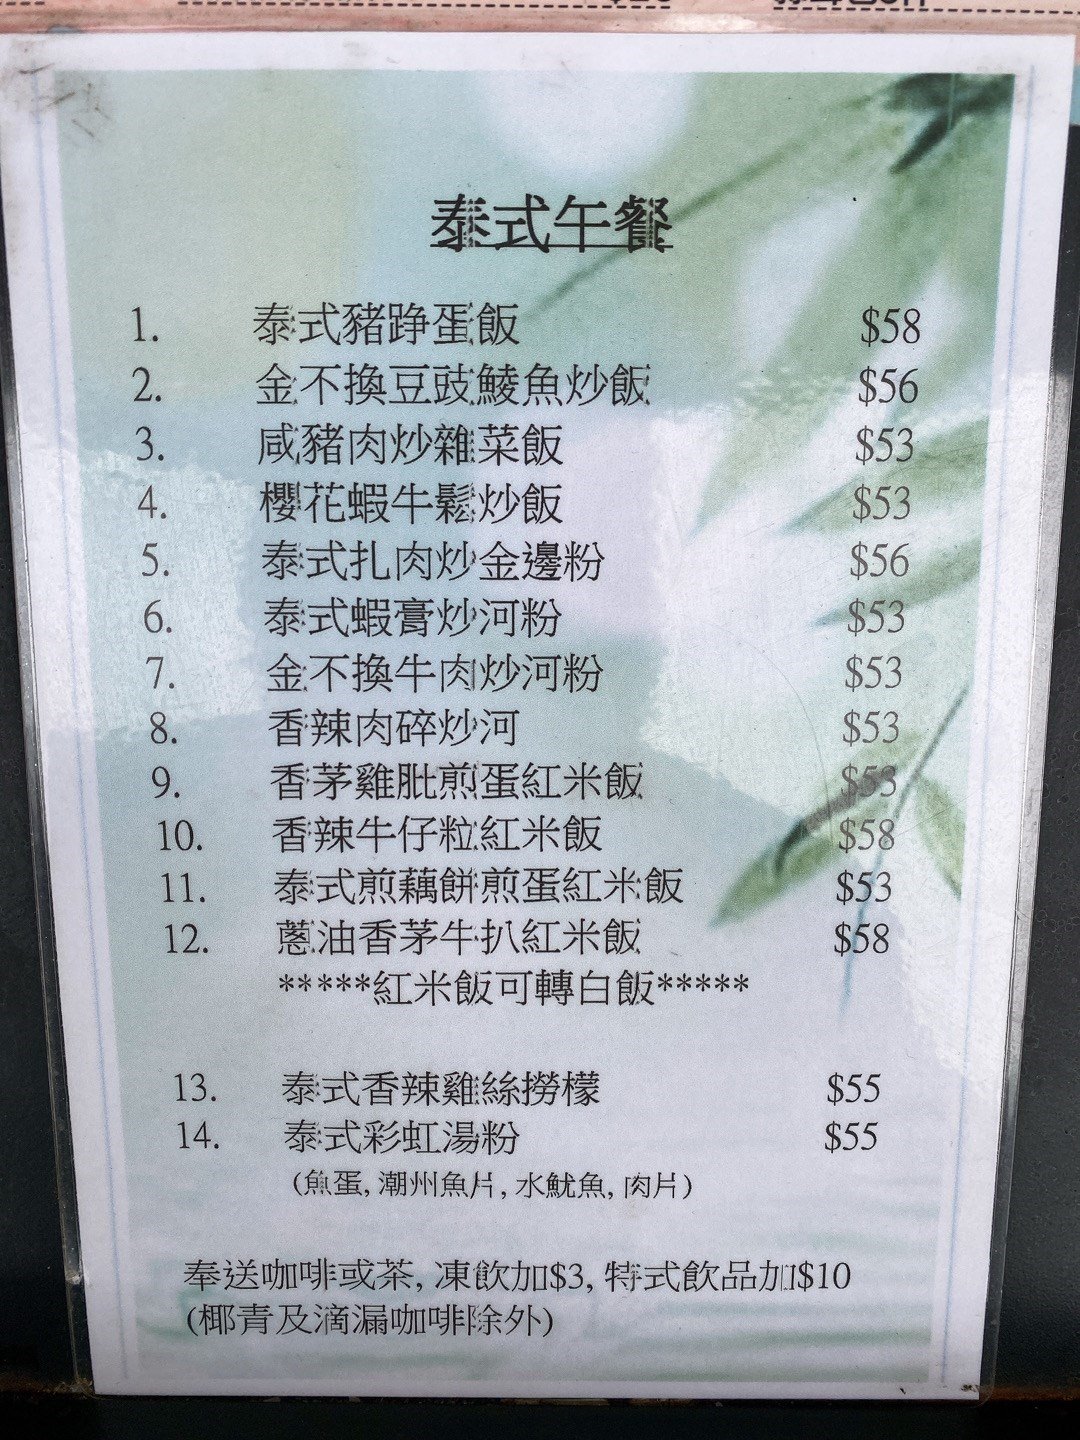 泰式午餐
1. 泰式豬踭蛋飯 $58
2. 金不換豆豉鯪魚炒飯 $56
3. 咸豬肉炒雜菜飯 $53
4. 櫻花蝦牛鬆炒飯 $53
5. 泰式扎肉炒金邊粉 $56
6. 泰式蝦膏炒河粉 $53
7. 金不換牛肉炒河粉 $53
8. 香辣肉碎炒河 $53
9. 香茅雞肶煎蛋紅米飯 $53
10. 香辣牛仔粒紅米飯 $58
11. 泰式煎藕餅煎蛋紅米飯 $53
12. 蔥油香茅牛扒紅米飯 $58
*****紅米飯可轉白飯*****
13. 泰式香辣雞絲撈檬 $55
14. 泰式彩虹湯粉 $55
(魚蛋, 潮州魚片, 水魷魚, 肉片)
奉送咖啡或茶, 凍飲加$3, 特式飲品加$10
(椰青及滴漏咖啡除外)